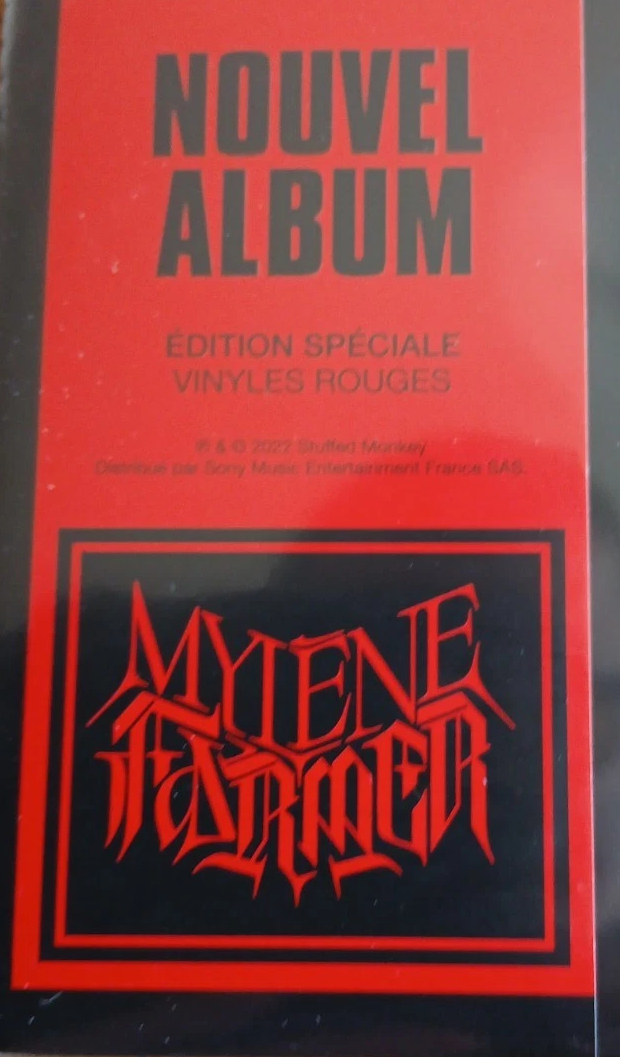 NOUVEL
ALBUM
ÉDITION SPÉCIALE
VINYLES ROUGES
℗ & © 2022 Stuffed Monkey
Distribué par Sony Music Entertainment France SAS.
MYLENE
FARMER